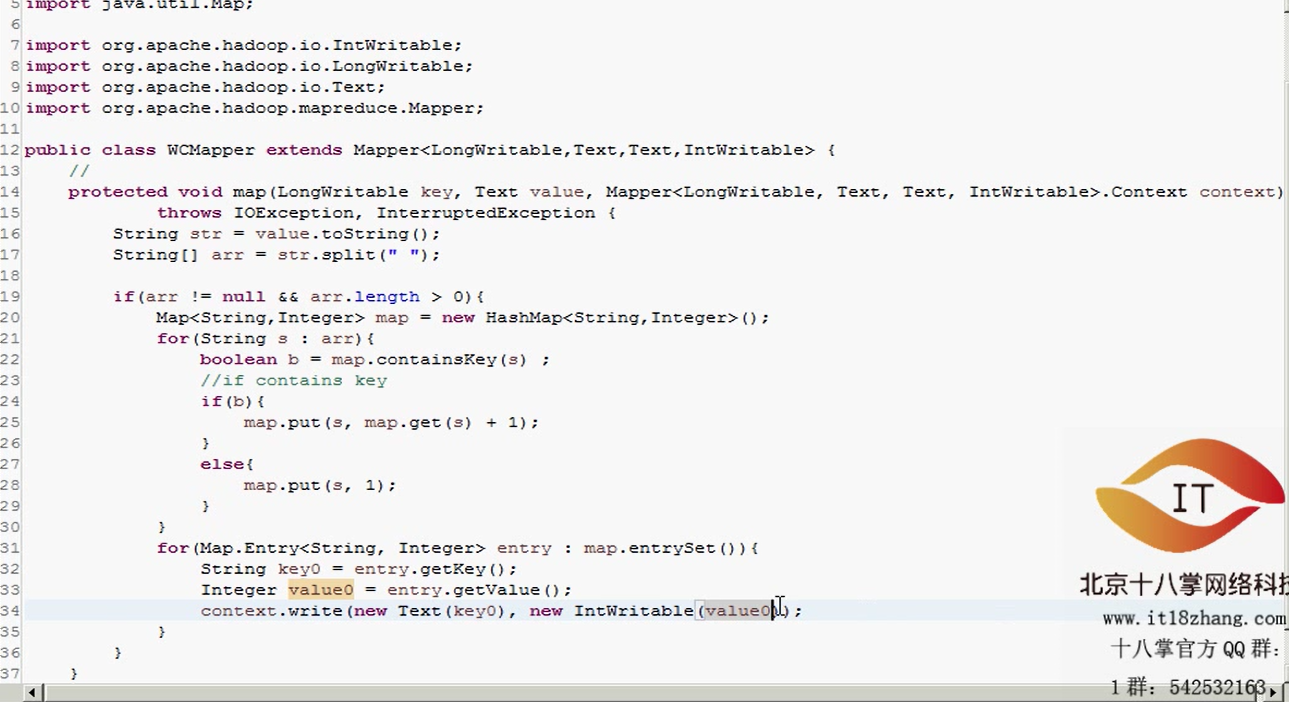 5 import java.util.Map;
6
7 import org.apache.hadoop.io.IntWritable;
8 import org.apache.hadoop.io.LongWritable;
9 import org.apache.hadoop.io.Text;
10 import org.apache.hadoop.mapreduce.Mapper;
11
12 public class WCMapper extends Mapper<LongWritable,Text,Text,IntWritable> {
13 //
14 protected void map(LongWritable key, Text value, Mapper<LongWritable, Text, Text, IntWritable>.Context context)
15 throws IOException, InterruptedException {
16 String str = value.toString();
17 String[] arr = str.split(" ");
18
19 if(arr != null && arr.length > 0){
20 Map<String,Integer> map = new HashMap<String,Integer>();
21 for(String s : arr){
22 boolean b = map.containsKey(s) ;
23 //if contains key
24 if(b){
25 map.put(s, map.get(s) + 1);
26 }
27 else{
28 map.put(s, 1);
29 }
30 }
31 for(Map.Entry<String, Integer> entry : map.entrySet()){
32 String key0 = entry.getKey();
33 Integer value0 = entry.getValue();
34 context.write(new Text(key0), new IntWritable(value0));
35 }
36 }
37 }
IT
北京十八掌网络科技
www.it18zhang.com
十八掌官方 QQ 群:
1 群: 542532163